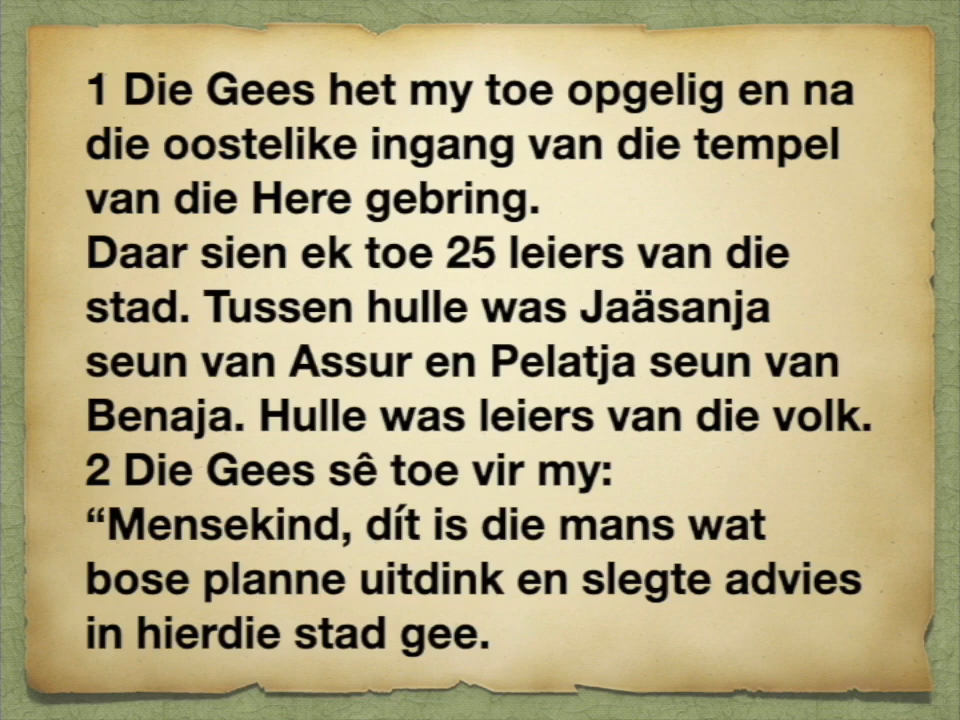 1 Die Gees het my toe opgelig en na
die oostelike ingang van die tempel
van die Here gebring.
Daar sien ek toe 25 leiers van die
stad. Tussen hulle was Jaäsanja
seun van Assur en Pelatja seun van
Benaja. Hulle was leiers van die volk.
2 Die Gees sê toe vir my:
“Mensekind, dít is die mans wat
bose planne uitdink en slegte advies
in hierdie stad gee.